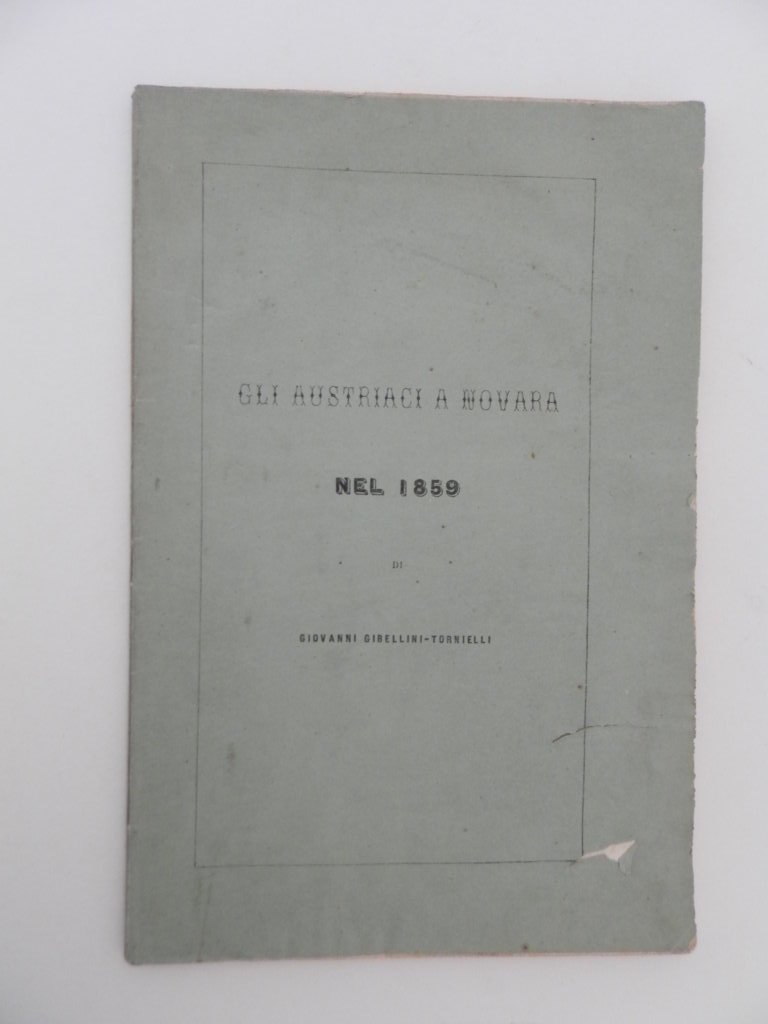 GLI AUSTRIACI A NOVARA
NEL 1859
DI
GIOVANNI GIBELLINI-TORNIELLI